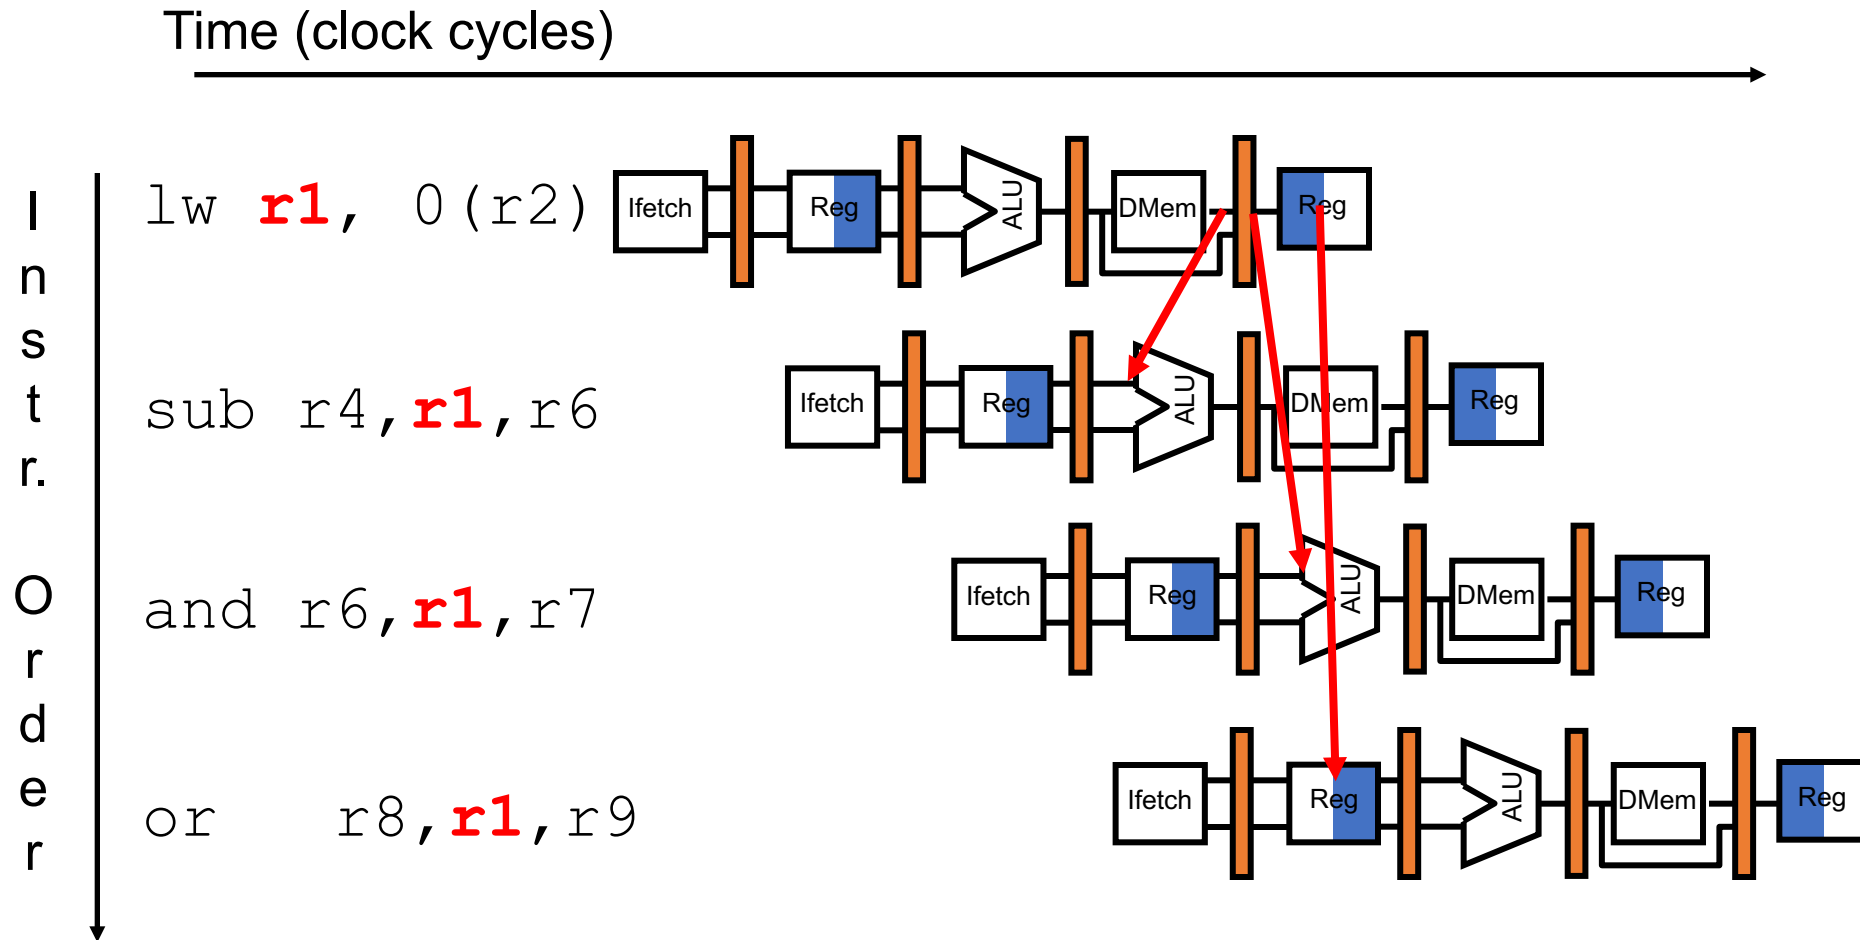 Time (clock cycles)
Instr. Order
lw r1, 0(r2)
Ifetch Reg ALU DMem Reg
sub r4,r1,r6
Ifetch Reg ALU DMem Reg
and r6,r1,r7
Ifetch Reg ALU DMem Reg
or r8,r1,r9
Ifetch Reg ALU DMem Reg